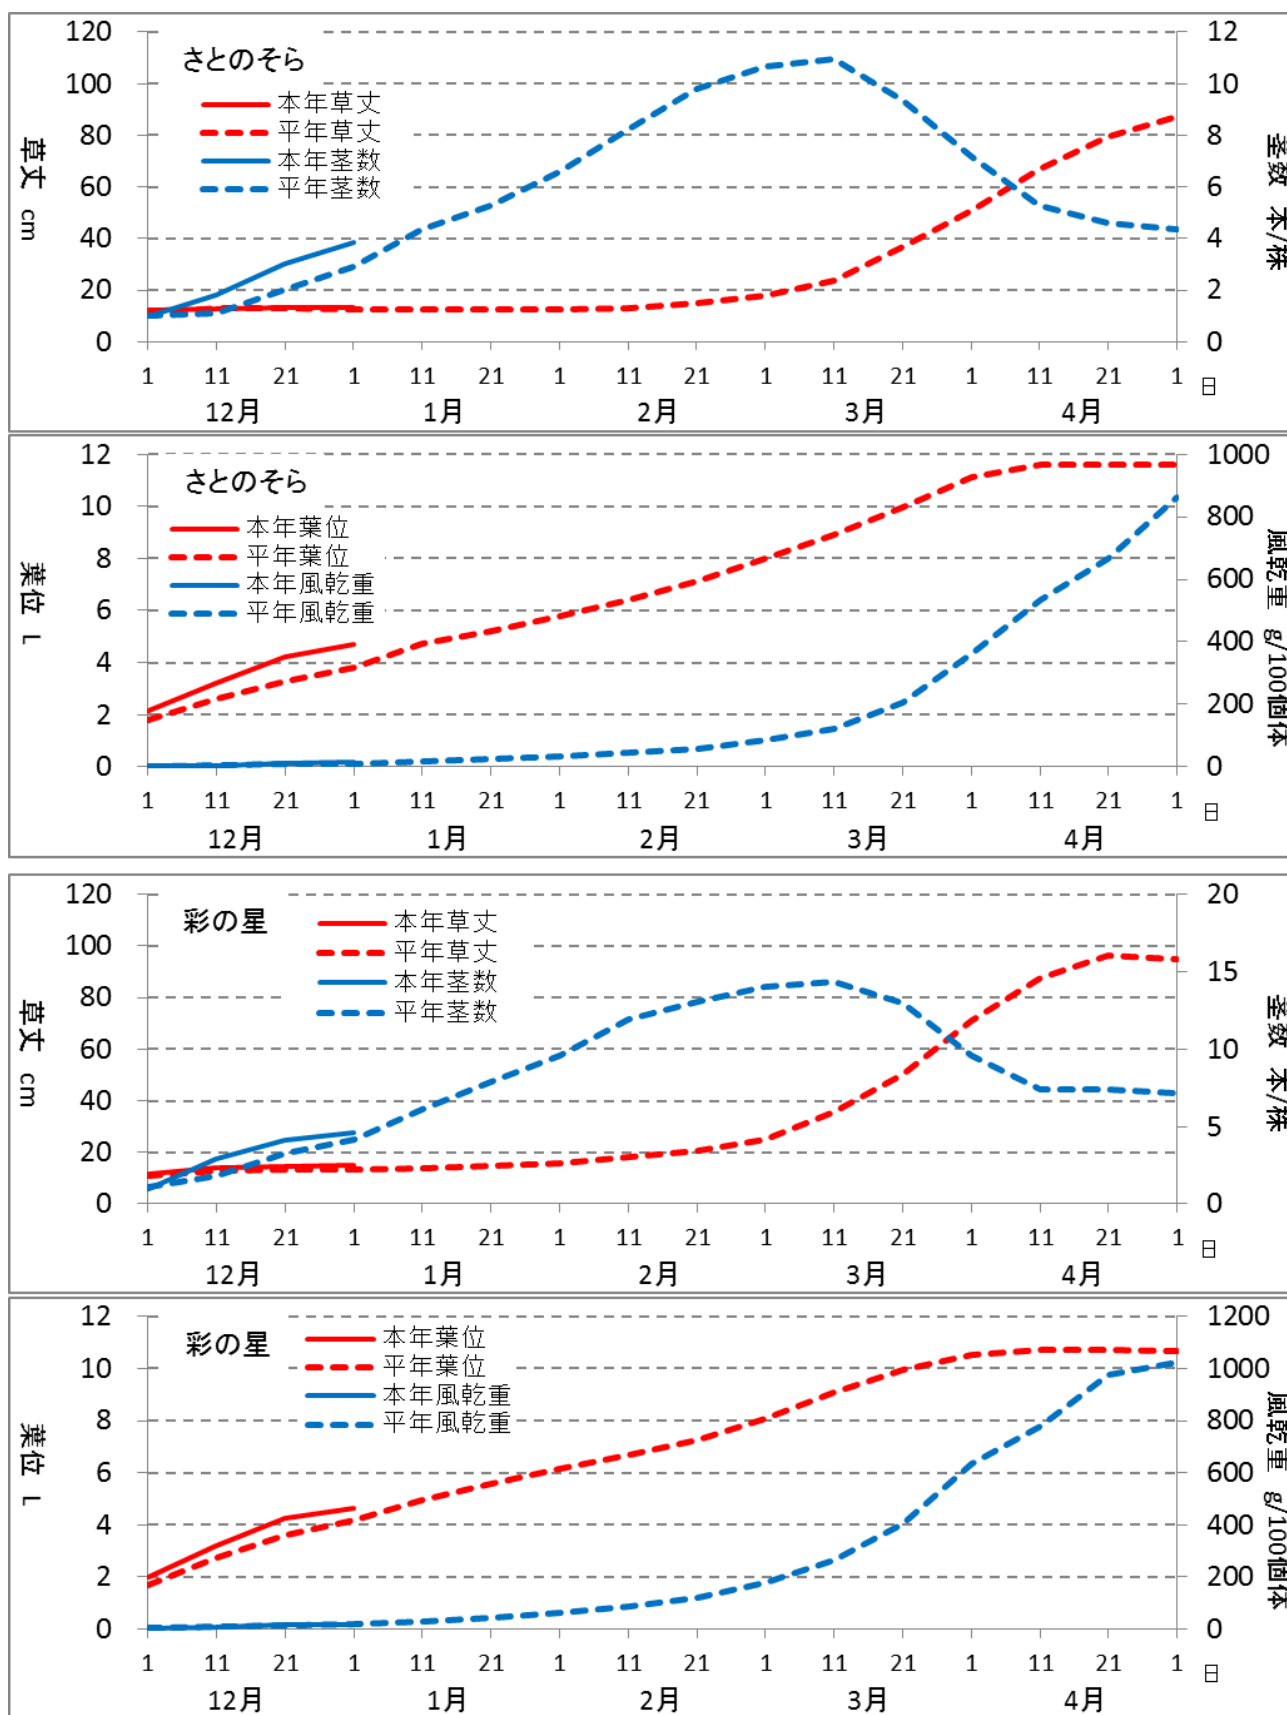 さとのそら
本年草丈
平年草丈
本年茎数
平年茎数
草丈 cm
茎数 本/株
120 100 80 60 40 20 0
12 10 8 6 4 2 0
1 11 21 1 11 21 1 11 21 1 11 21 1 11 21 1 日
12月 1月 2月 3月 4月
さとのそら
本年葉位
平年葉位
本年風乾重
平年風乾重
葉位 L
風乾重 g/100個体
12 10 8 6 4 2 0
1000 800 600 400 200 0
1 11 21 1 11 21 1 11 21 1 11 21 1 11 21 1 日
12月 1月 2月 3月 4月
彩の星
本年草丈
平年草丈
本年茎数
平年茎数
草丈 cm
茎数 本/株
120 100 80 60 40 20 0
20 15 10 5 0
1 11 21 1 11 21 1 11 21 1 11 21 1 11 21 1 日
12月 1月 2月 3月 4月
彩の星
本年葉位
平年葉位
本年風乾重
平年風乾重
葉位 L
風乾重 g/100個体
12 10 8 6 4 2 0
1200 1000 800 600 400 200 0
1 11 21 1 11 21 1 11 21 1 11 21 1 11 21 1 日
12月 1月 2月 3月 4月